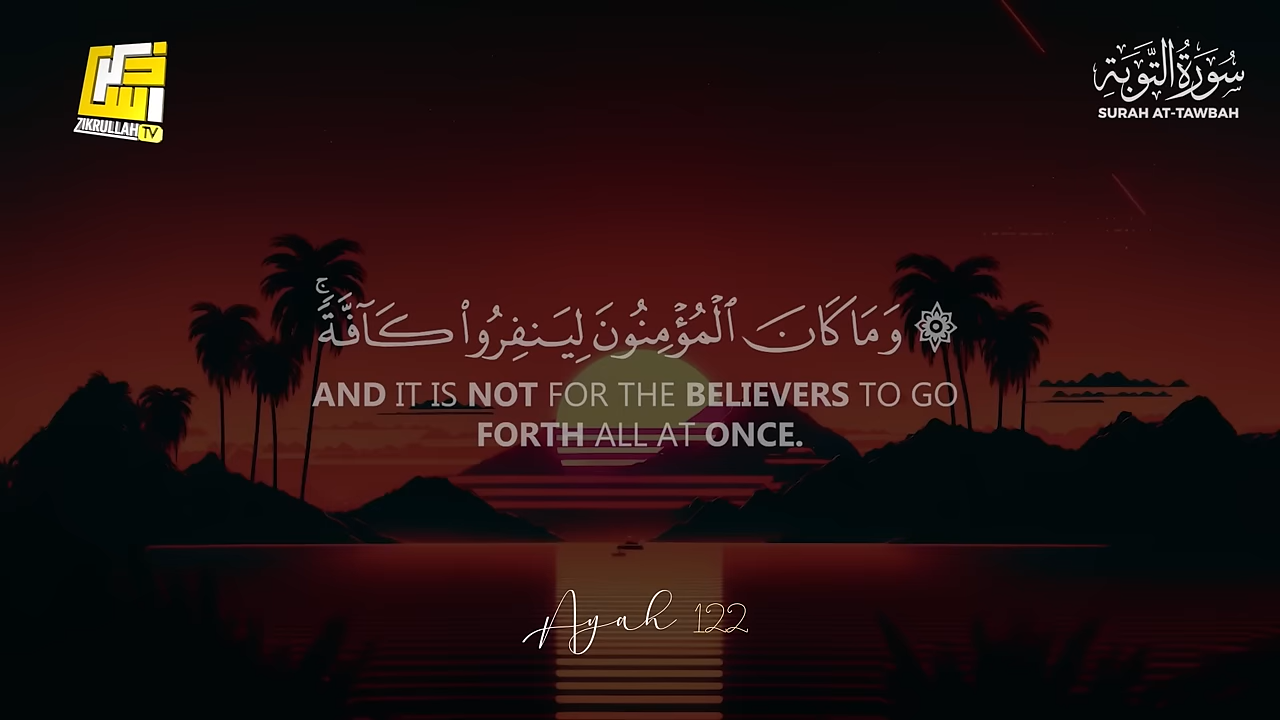 ذكر الله
ZIKRULLAH TV
سُورَةُ التَّوْبَةِ
SURAH AT-TAWBAH
۞ وَمَا كَانَ ٱلْمُؤْمِنُونَ لِيَنفِرُوا۟ كَآفَّةًۭ ۚ
AND IT IS NOT FOR THE BELIEVERS TO GO
FORTH ALL AT ONCE.
Ayah 122